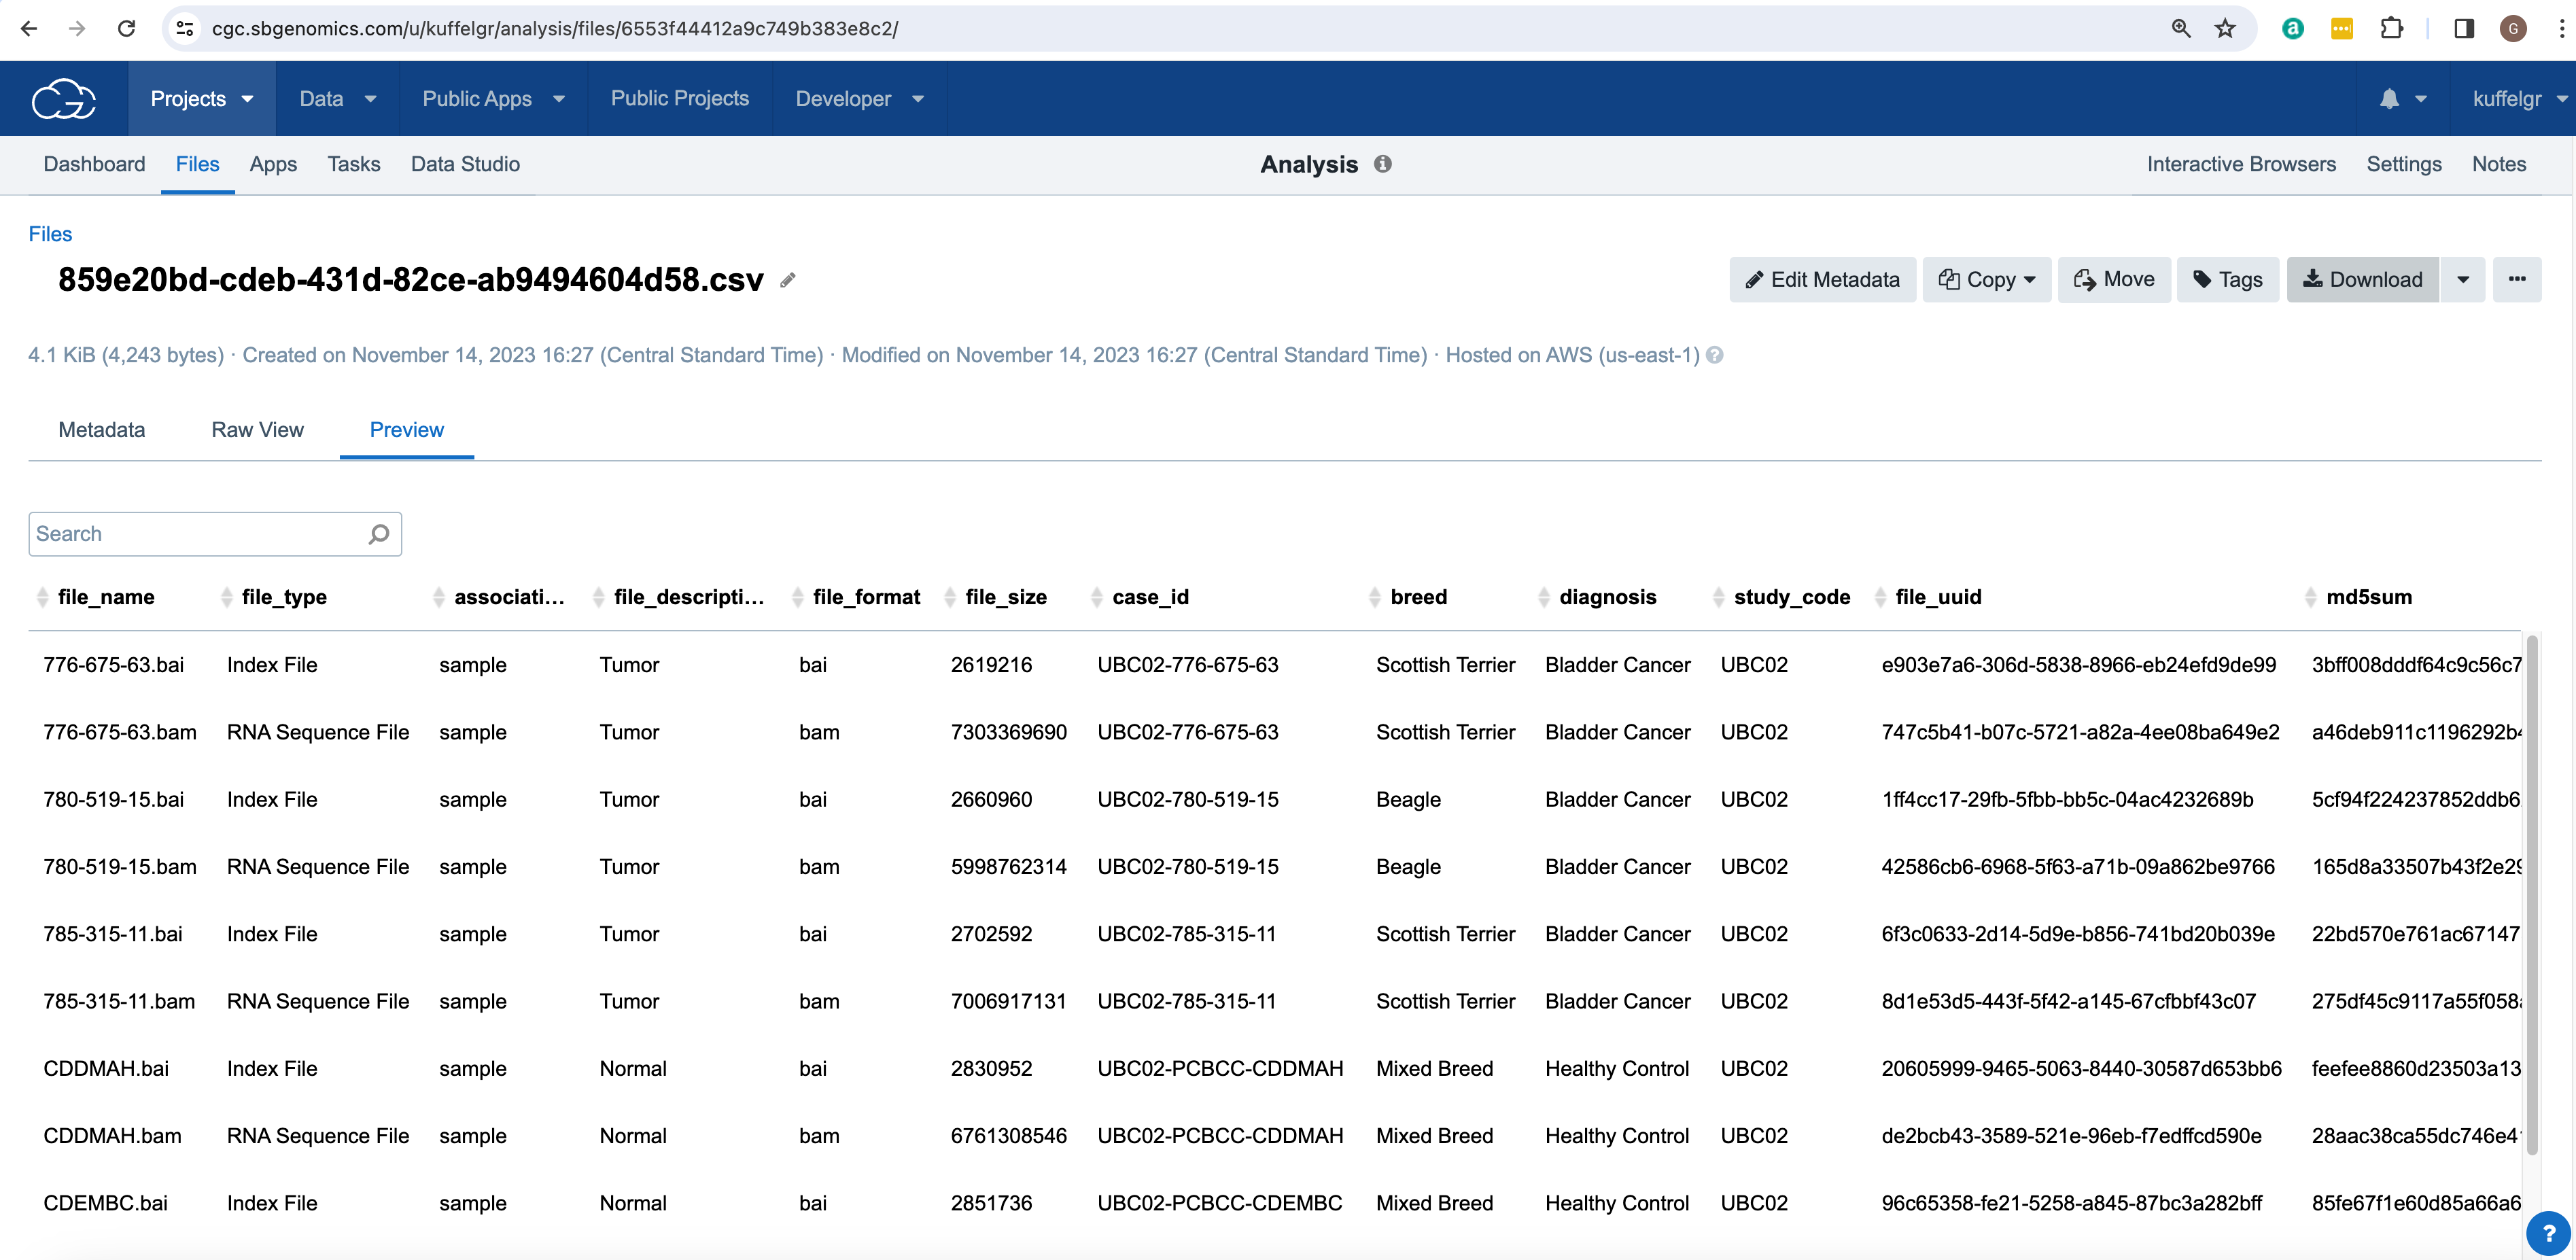 cgc.sbgenomics.com/u/kuffelgr/analysis/files/6553f44412a9c749b383e8c2/
a G
Projects Data Public Apps Public Projects Developer kuffelgr
Dashboard Files Apps Tasks Data Studio Analysis Interactive Browsers Settings Notes
Files
859e20bd-cdeb-431d-82ce-ab9494604d58.csv Edit Metadata Copy Move Tags Download ...
4.1 KiB (4,243 bytes) · Created on November 14, 2023 16:27 (Central Standard Time) · Modified on November 14, 2023 16:27 (Central Standard Time) · Hosted on AWS (us-east-1) ?
Metadata Raw View Preview
Search
file_name file_type associati... file_descripti... file_format file_size case_id breed diagnosis study_code file_uuid md5sum
776-675-63.bai Index File sample Tumor bai 2619216 UBC02-776-675-63 Scottish Terrier Bladder Cancer UBC02 e903e7a6-306d-5838-8966-eb24efd9de99 3bff008dddf64c9c56c7
776-675-63.bam RNA Sequence File sample Tumor bam 7303369690 UBC02-776-675-63 Scottish Terrier Bladder Cancer UBC02 747c5b41-b07c-5721-a82a-4ee08ba649e2 a46deb911c1196292b4
780-519-15.bai Index File sample Tumor bai 2660960 UBC02-780-519-15 Beagle Bladder Cancer UBC02 1ff4cc17-29fb-5fbb-bb5c-04ac4232689b 5cf94f224237852ddb6
780-519-15.bam RNA Sequence File sample Tumor bam 5998762314 UBC02-780-519-15 Beagle Bladder Cancer UBC02 42586cb6-6968-5f63-a71b-09a862be9766 165d8a33507b43f2e29
785-315-11.bai Index File sample Tumor bai 2702592 UBC02-785-315-11 Scottish Terrier Bladder Cancer UBC02 6f3c0633-2d14-5d9e-b856-741bd20b039e 22bd570e761ac67147
785-315-11.bam RNA Sequence File sample Tumor bam 7006917131 UBC02-785-315-11 Scottish Terrier Bladder Cancer UBC02 8d1e53d5-443f-5f42-a145-67cfbbf43c07 275df45c9117a55f058
CDDMAH.bai Index File sample Normal bai 2830952 UBC02-PCBCC-CDDMAH Mixed Breed Healthy Control UBC02 20605999-9465-5063-8440-30587d653bb6 feefee8860d23503a13
CDDMAH.bam RNA Sequence File sample Normal bam 6761308546 UBC02-PCBCC-CDDMAH Mixed Breed Healthy Control UBC02 de2bcb43-3589-521e-96eb-f7edffcd590e 28aac38ca55dc746e4
CDEMBC.bai Index File sample Normal bai 2851736 UBC02-PCBCC-CDEMBC Mixed Breed Healthy Control UBC02 96c65358-fe21-5258-a845-87bc3a282bff 85fe67f1e60d85a66a6
?